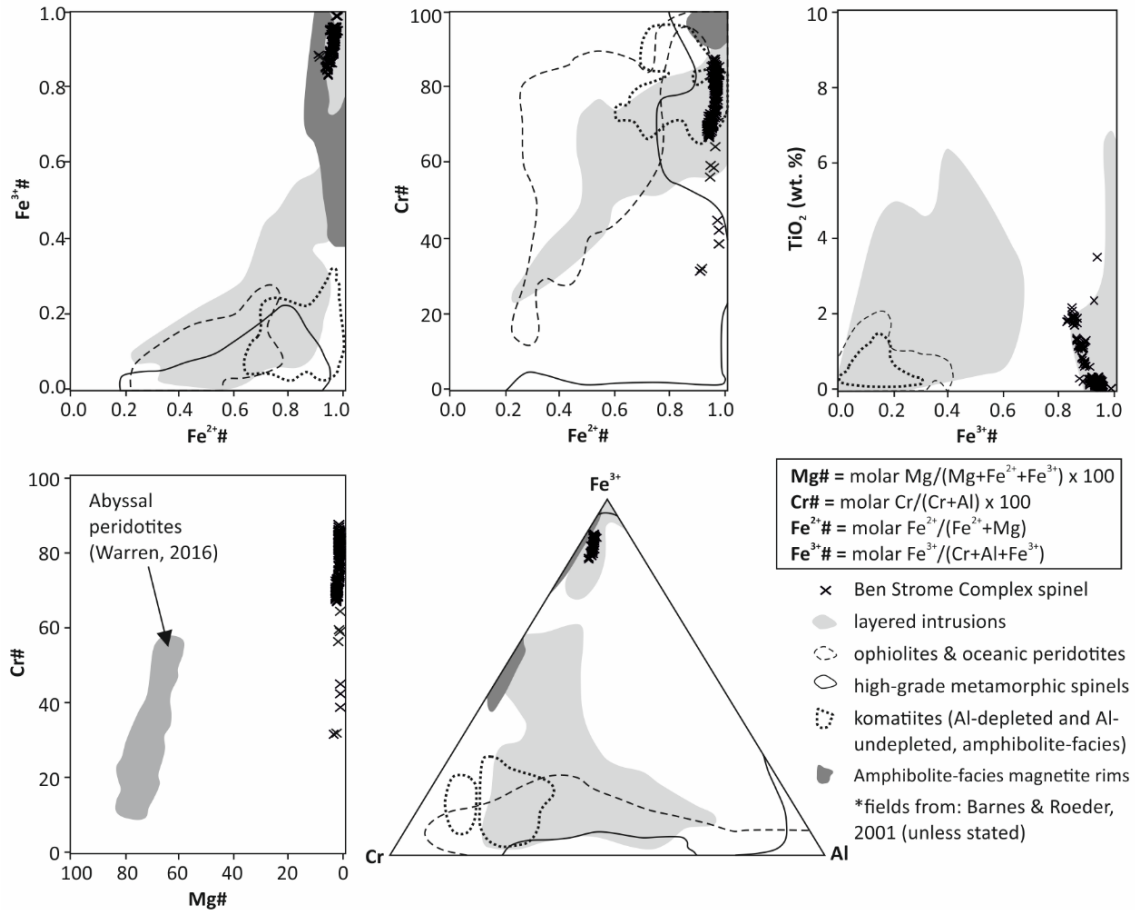 1.0
0.8
0.6
0.4
0.2
0.0
Fe³⁺#
0.0 0.2 0.4 0.6 0.8 1.0
Fe²⁺#
100
80
60
40
20
0
Cr#
0.0 0.2 0.4 0.6 0.8 1.0
Fe²⁺#
10
8
6
4
2
0
TiO₂ (wt. %)
0.0 0.2 0.4 0.6 0.8 1.0
Fe³⁺#
100
80
60
40
20
0
Cr#
Abyssal
peridotites
(Warren, 2016)
100 80 60 40 20 0
Mg#
Fe³⁺
Cr
Al
Mg# = molar Mg/(Mg+Fe²⁺+Fe³⁺) x 100
Cr# = molar Cr/(Cr+Al) x 100
Fe²⁺# = molar Fe²⁺/(Fe²⁺+Mg)
Fe³⁺# = molar Fe³⁺/(Cr+Al+Fe³⁺)
Ben Strome Complex spinel
layered intrusions
ophiolites & oceanic peridotites
high-grade metamorphic spinels
komatiites (Al-depleted and Al-
undepleted, amphibolite-facies)
Amphibolite-facies magnetite rims
*fields from: Barnes & Roeder,
2001 (unless stated)